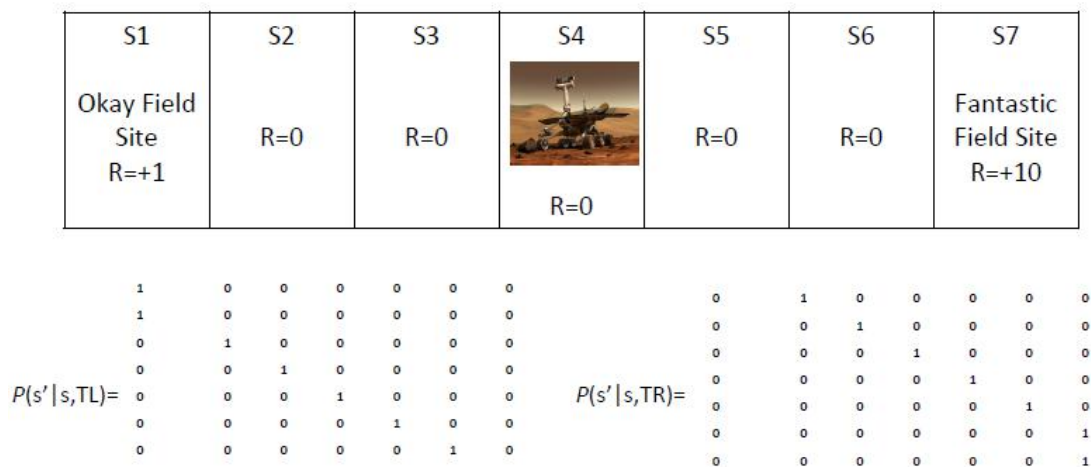 S1 S2 S3 S4 S5 S6 S7
Okay Field
Site
R=+1
R=0
R=0
R=0
R=0
R=0
Fantastic
Field Site
R=+10
P(s'|s,TL)=
1 0 0 0 0 0 0
1 0 0 0 0 0 0
0 1 0 0 0 0 0
0 0 1 0 0 0 0
0 0 0 1 0 0 0
0 0 0 0 1 0 0
0 0 0 0 0 1 0
P(s'|s,TR)=
0 1 0 0 0 0 0
0 0 1 0 0 0 0
0 0 0 1 0 0 0
0 0 0 0 1 0 0
0 0 0 0 0 1 0
0 0 0 0 0 0 1
0 0 0 0 0 0 1